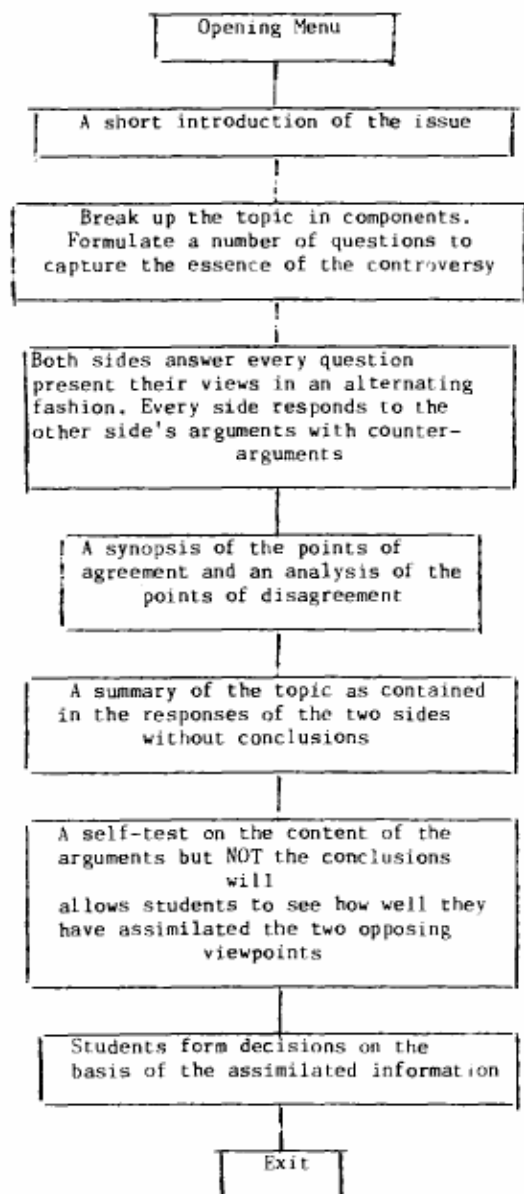 Opening Menu
A short introduction of the issue
Break up the topic in components.
Formulate a number of questions to
capture the essence of the controversy
Both sides answer every question
present their views in an alternating
fashion. Every side responds to the
other side's arguments with counter-
arguments
A synopsis of the points of
agreement and an analysis of the
points of disagreement
A summary of the topic as contained
in the responses of the two sides
without conclusions
A self-test on the content of the
arguments but NOT the conclusions
will
allows students to see how well they
have assimilated the two opposing
viewpoints
Students form decisions on the
basis of the assimilated information
Exit